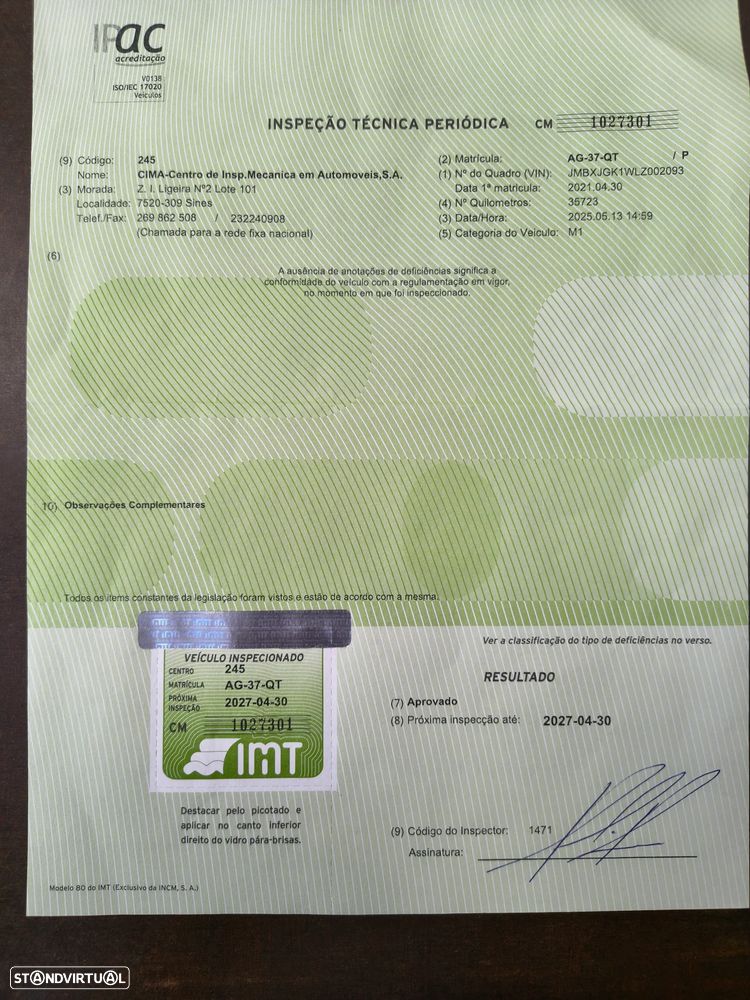 IPac
acreditação
V0138
ISO/IEC 17020
Veículos
INSPEÇÃO TÉCNICA PERIÓDICA CM 1027301
(9) Código: 245
Nome: CIMA-Centro de Insp.Mecanica em Automoveis,S.A.
(3) Morada: Z. I. Ligeira Nº2 Lote 101
Localidade: 7520-309 Sines
Telef./Fax: 269 862 508 / 232240908
(Chamada para a rede fixa nacional)
(2) Matrícula: AG-37-QT / P
(1) Nº do Quadro (VIN): JMBXJGK1WLZ002093
Data 1ª matricula: 2021.04.30
(4) Nº Quilometros: 35723
(3) Data/Hora: 2025.05.13 14:59
(5) Categoria do Veículo: M1
(6)
A ausência de anotações de deficiências significa a
conformidade do veículo com a regulamentação em vigor,
no momento em que foi inspeccionado.
10) Observações Complementares
Todos os items constantes da legislação foram vistos e estão de acordo com a mesma.
Ver a classificação do tipo de deficiências no verso.
VEÍCULO INSPECIONADO
CENTRO 245
MATRÍCULA AG-37-QT
PRÓXIMA
INSPEÇÃO 2027-04-30
CM 1027301
IMT
RESULTADO
(7) Aprovado
(8) Próxima inspecção até: 2027-04-30
Destacar pelo picotado e
aplicar no canto inferior
direito do vidro pára-brisas.
(9) Código do Inspector: 1471
Assinatura:
Modelo 80 do IMT (Exclusivo da INCM, S. A.)
STANDVIRTUAL